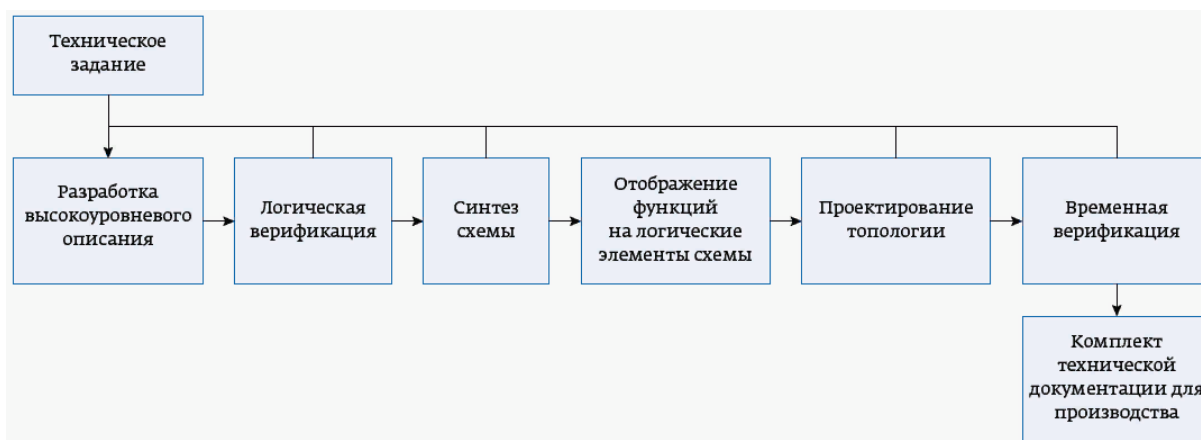 Техническое
задание
Разработка
высокоуровневого
описания
Логическая
верификация
Синтез
схемы
Отображение
функций
на логические
элементы схемы
Проектирование
топологии
Временная
верификация
Комплект
технической
документации для
производства